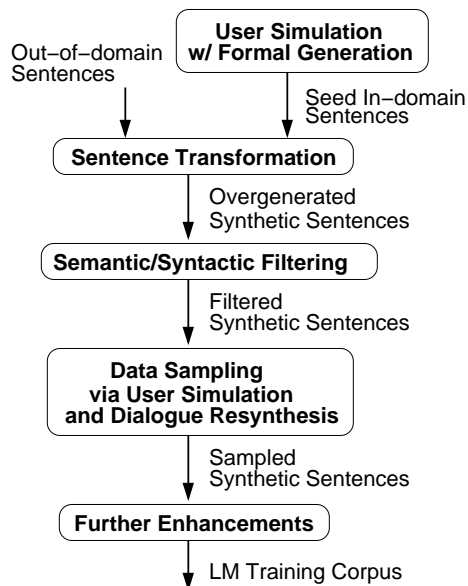 User Simulation
w/ Formal Generation
Out−of−domain
Sentences
Seed In−domain
Sentences
Sentence Transformation
Overgenerated
Synthetic Sentences
Semantic/Syntactic Filtering
Filtered
Synthetic Sentences
Data Sampling
via User Simulation
and Dialogue Resynthesis
Sampled
Synthetic Sentences
Further Enhancements
LM Training Corpus